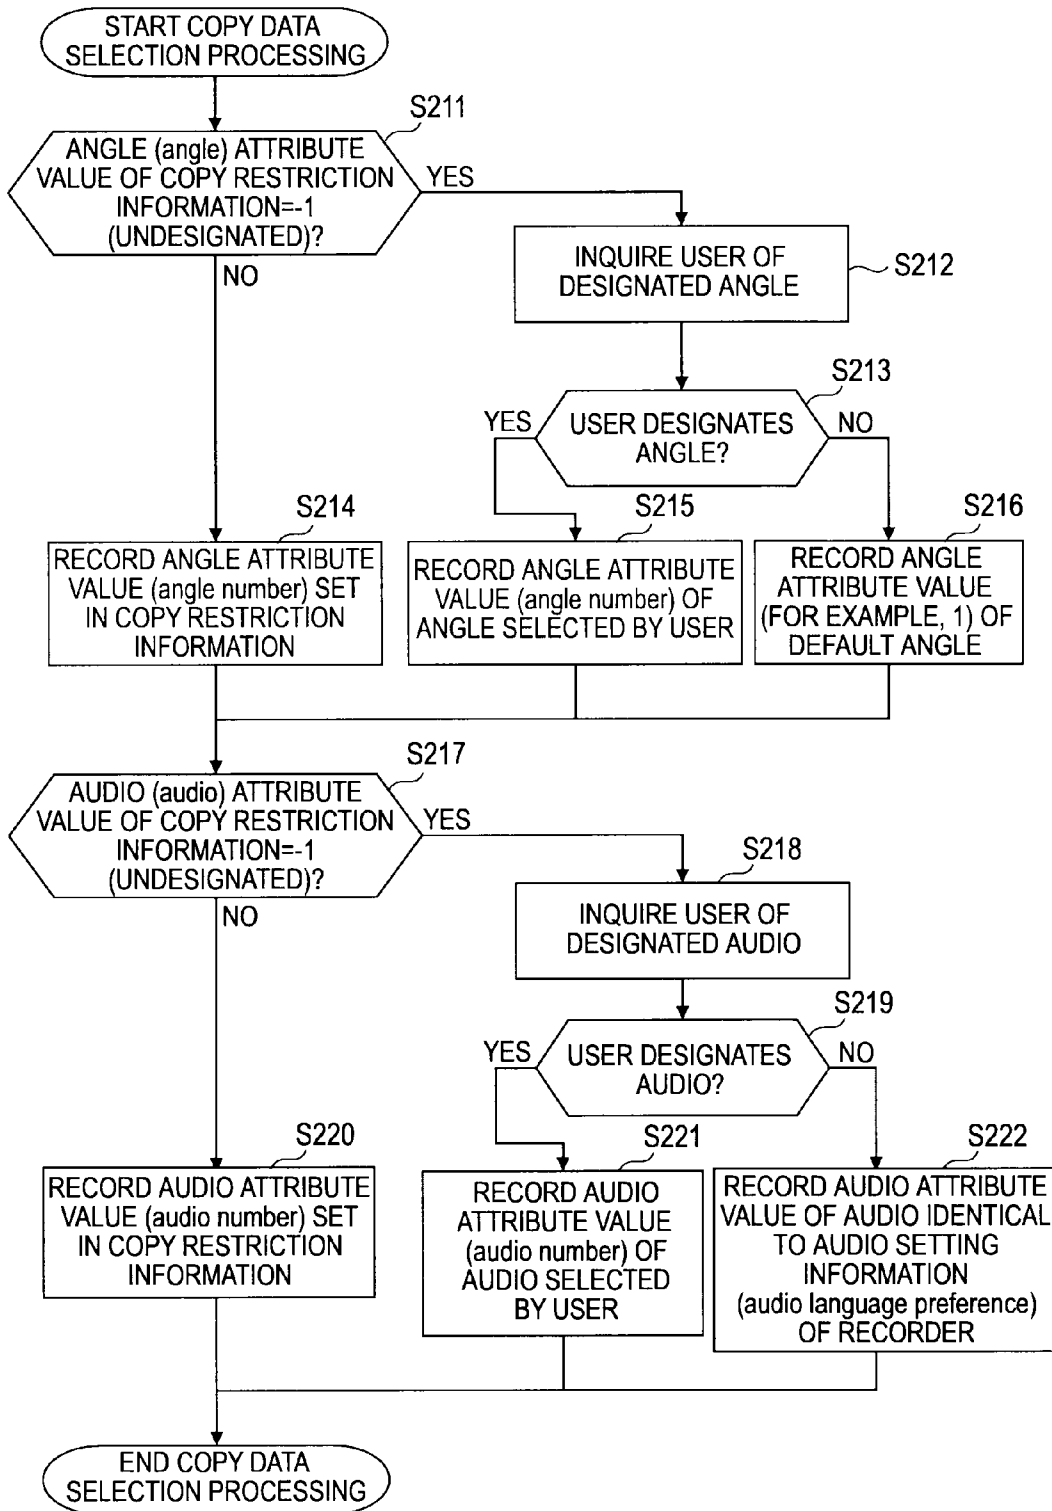 START COPY DATA
SELECTION PROCESSING
S211
ANGLE (angle) ATTRIBUTE
VALUE OF COPY RESTRICTION
INFORMATION=-1
(UNDESIGNATED)?
YES
NO
INQUIRE USER OF
DESIGNATED ANGLE
S212
S213
USER DESIGNATES
ANGLE?
YES
NO
S214
RECORD ANGLE ATTRIBUTE
VALUE (angle number) SET
IN COPY RESTRICTION
INFORMATION
S215
RECORD ANGLE ATTRIBUTE
VALUE (angle number) OF
ANGLE SELECTED BY USER
S216
RECORD ANGLE
ATTRIBUTE VALUE
(FOR EXAMPLE, 1) OF
DEFAULT ANGLE
S217
AUDIO (audio) ATTRIBUTE
VALUE OF COPY RESTRICTION
INFORMATION=-1
(UNDESIGNATED)?
YES
NO
S218
INQUIRE USER OF
DESIGNATED AUDIO
S219
USER DESIGNATES
AUDIO?
YES
NO
S220
RECORD AUDIO ATTRIBUTE
VALUE (audio number) SET
IN COPY RESTRICTION
INFORMATION
S221
RECORD AUDIO
ATTRIBUTE VALUE
(audio number) OF
AUDIO SELECTED
BY USER
S222
RECORD AUDIO ATTRIBUTE
VALUE OF AUDIO IDENTICAL
TO AUDIO SETTING
INFORMATION
(audio language preference)
OF RECORDER
END COPY DATA
SELECTION PROCESSING